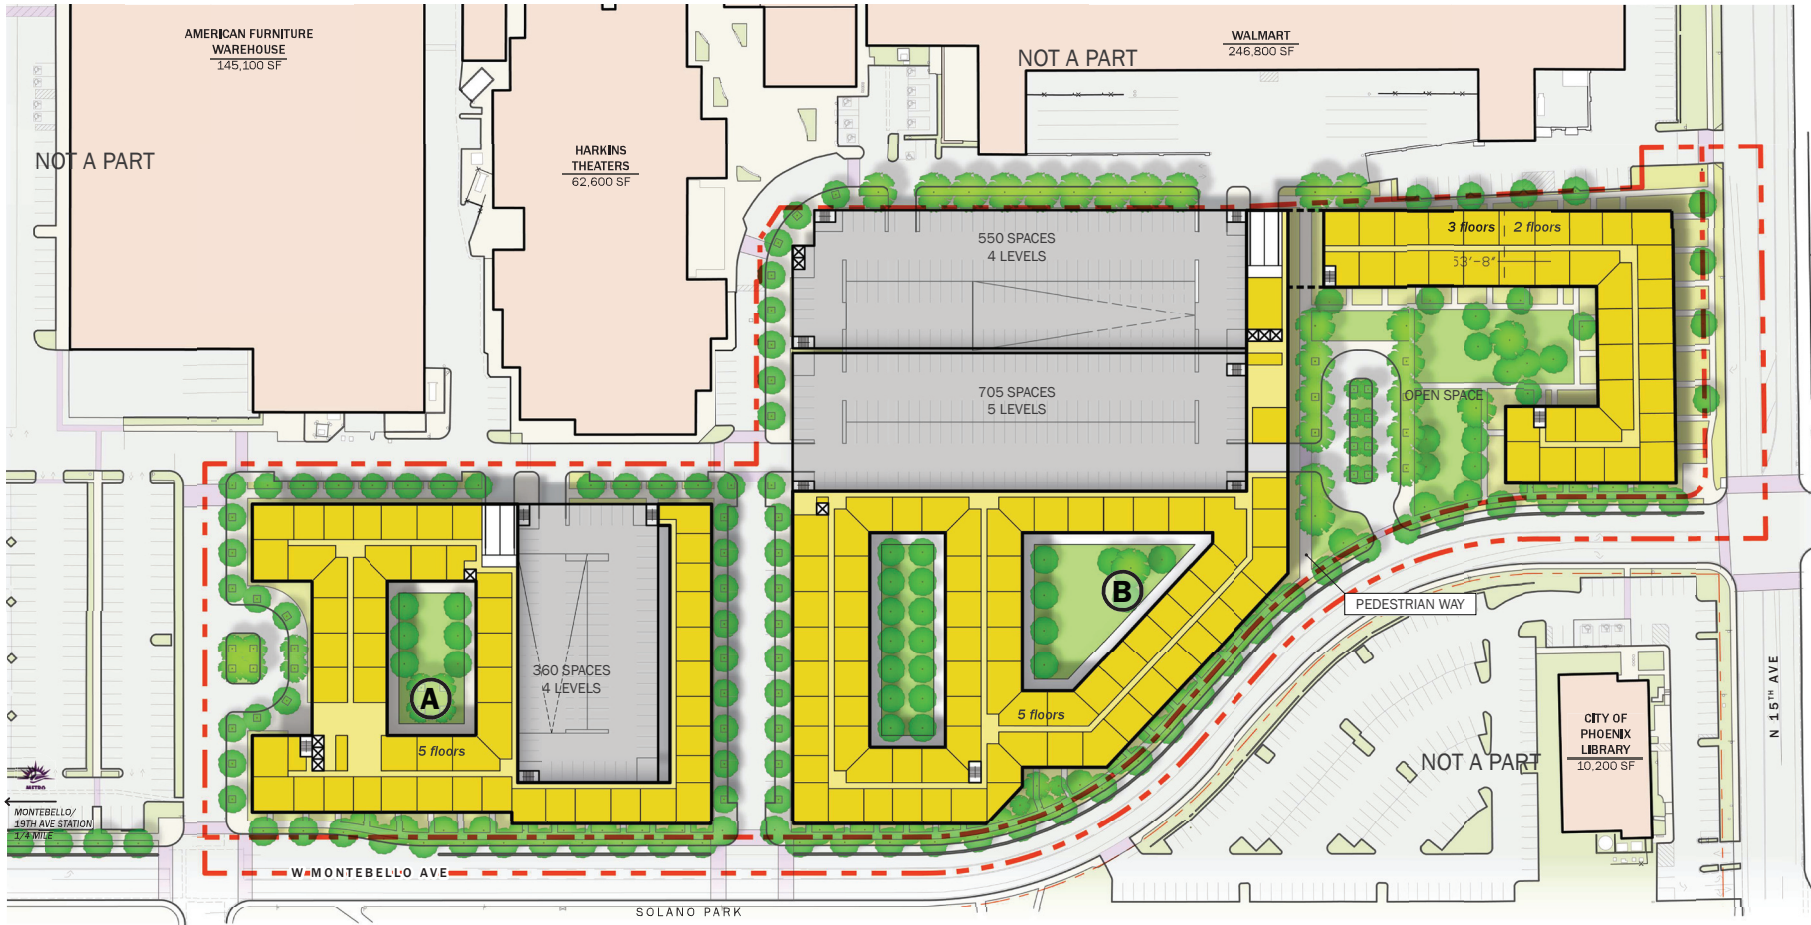 AMERICAN FURNITURE
WAREHOUSE
145,100 SF
NOT A PART
HARKINS
THEATERS
62,600 SF
WALMART
246,800 SF
NOT A PART
550 SPACES
4 LEVELS
3 floors
2 floors
53'-8"
705 SPACES
5 LEVELS
OPEN SPACE
360 SPACES
4 LEVELS
A
5 floors
B
5 floors
PEDESTRIAN WAY
NOT A PART
CITY OF
PHOENIX
LIBRARY
10,200 SF
N 15TH AVE
METRO
MONTEBELLO/
19TH AVE STATION
1/4 MILE
W MONTEBELLO AVE
SOLANO PARK